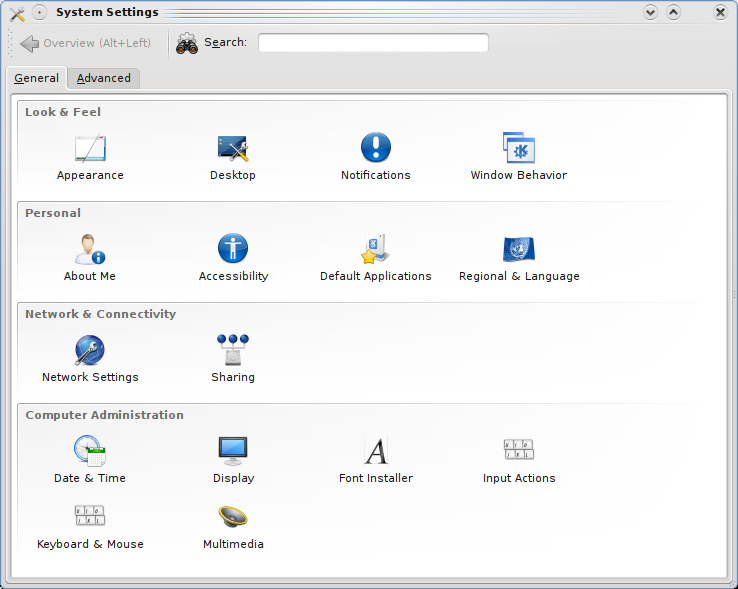 System Settings
Overview (Alt+Left) Search:
General Advanced
Look & Feel
Appearance Desktop Notifications Window Behavior
Personal
About Me Accessibility Default Applications Regional & Language
Network & Connectivity
Network Settings Sharing
Computer Administration
Date & Time Display Font Installer Input Actions
Keyboard & Mouse Multimedia